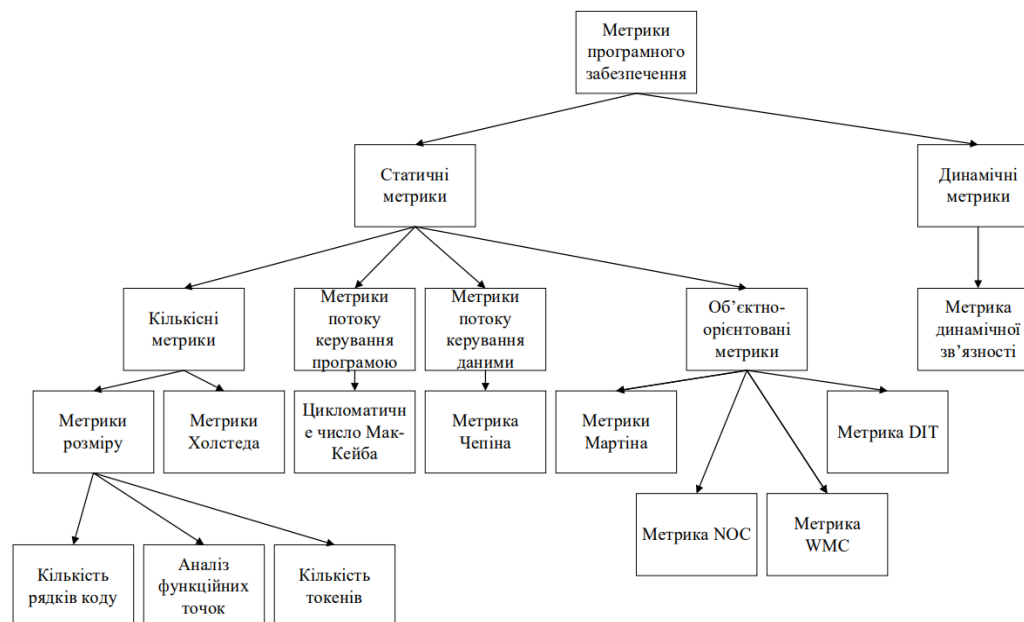 Метрики
програмного
забезпечення
Статичні
метрики
Динамічні
метрики
Кількісні
метрики
Метрики
потоку
керування
програмою
Метрики
потоку
керування
даними
Об’єктно-
орієнтовані
метрики
Метрика
динамічної
зв’язності
Метрики
розміру
Метрики
Холстеда
Цикломатичн
е число Мак-
Кейба
Метрика
Чепіна
Метрики
Мартіна
Метрика DIT
Метрика NOC
Метрика
WMC
Кількість
рядків коду
Аналіз
функційних
точок
Кількість
токенів